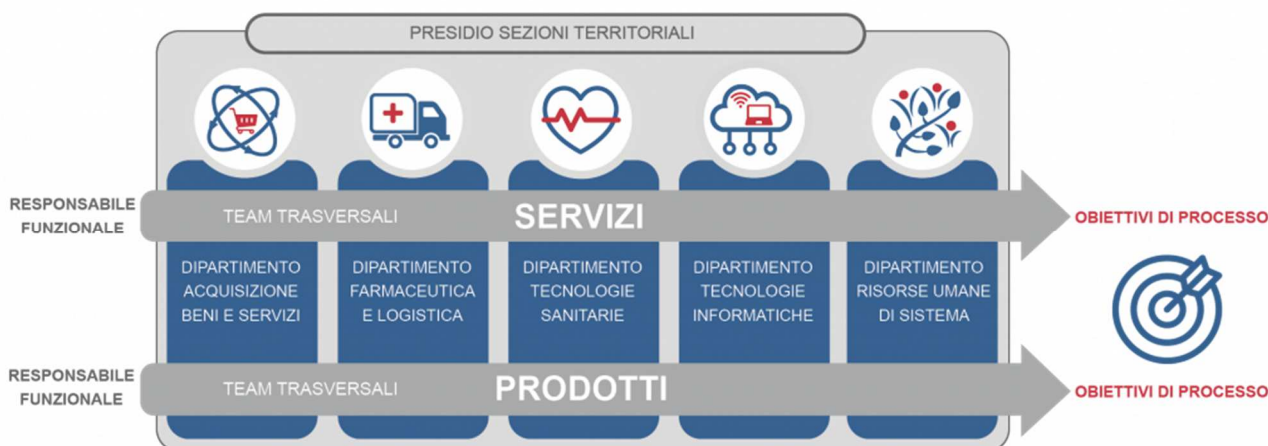 PRESIDIO SEZIONI TERRITORIALI
RESPONSABILE
FUNZIONALE
TEAM TRASVERSALI
SERVIZI
OBIETTIVI DI PROCESSO
DIPARTIMENTO
ACQUISIZIONE
BENI E SERVIZI
DIPARTIMENTO
FARMACEUTICA
E LOGISTICA
DIPARTIMENTO
TECNOLOGIE
SANITARIE
DIPARTIMENTO
TECNOLOGIE
INFORMATICHE
DIPARTIMENTO
RISORSE UMANE
DI SISTEMA
RESPONSABILE
FUNZIONALE
TEAM TRASVERSALI
PRODOTTI
OBIETTIVI DI PROCESSO